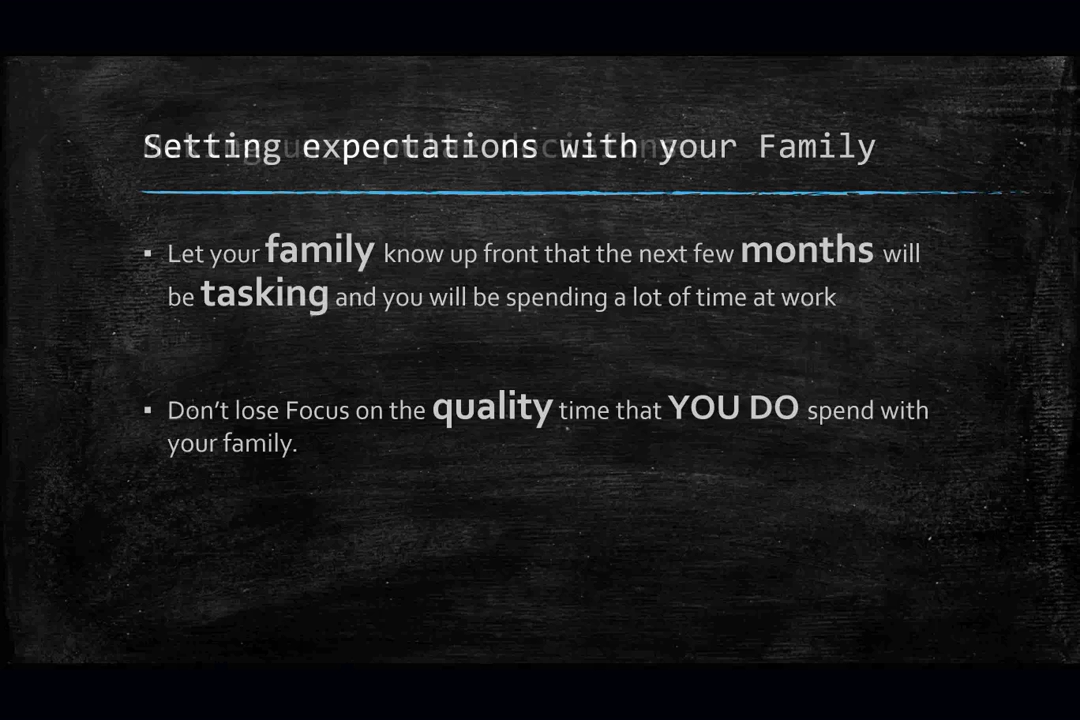 Setting expectations with your Family
▪ Let your family know up front that the next few months will
be tasking and you will be spending a lot of time at work
▪ Don't lose Focus on the quality time that YOU DO spend with
your family.